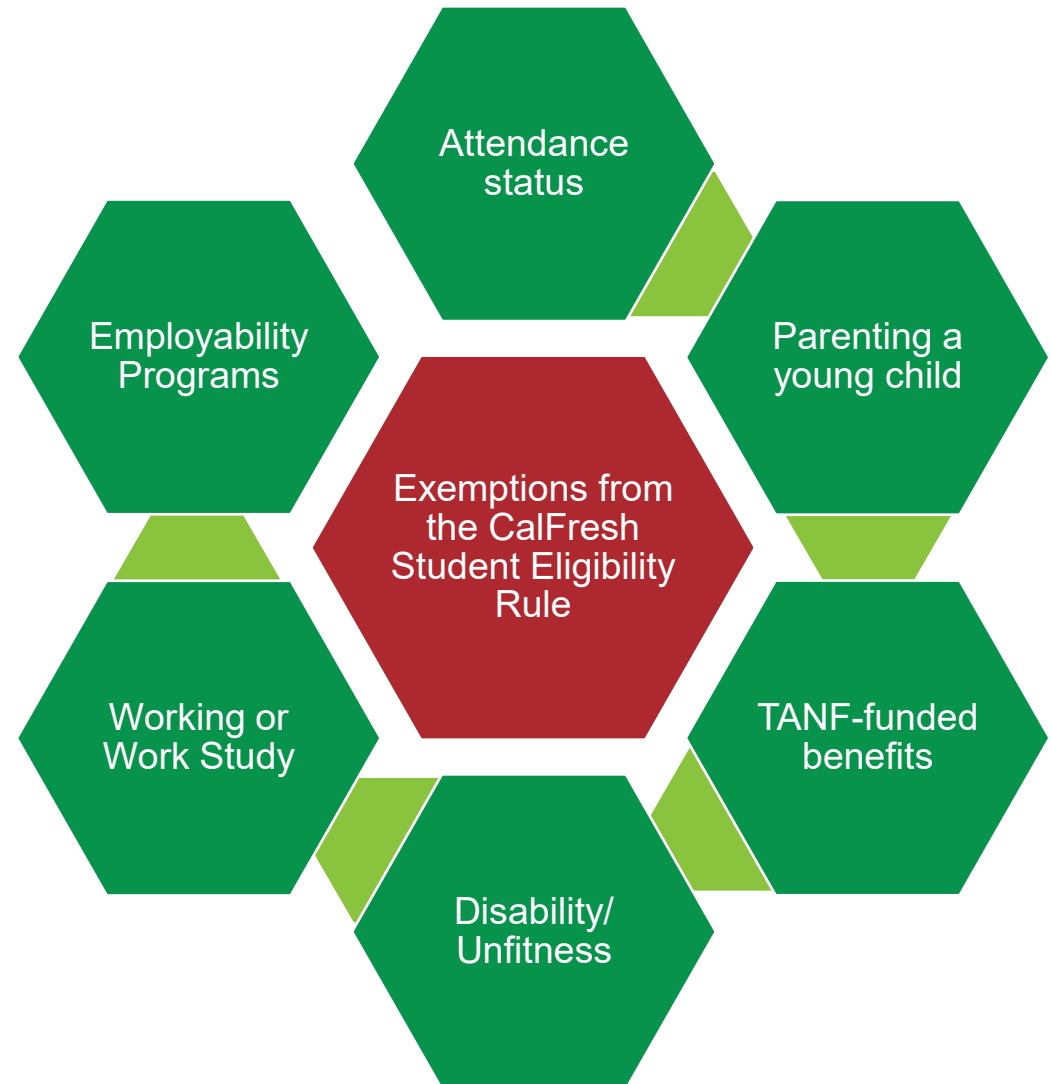 Attendance
status
Parenting a
young child
TANF-funded
benefits
Disability/
Unfitness
Working or
Work Study
Employability
Programs
Exemptions from
the CalFresh
Student Eligibility
Rule